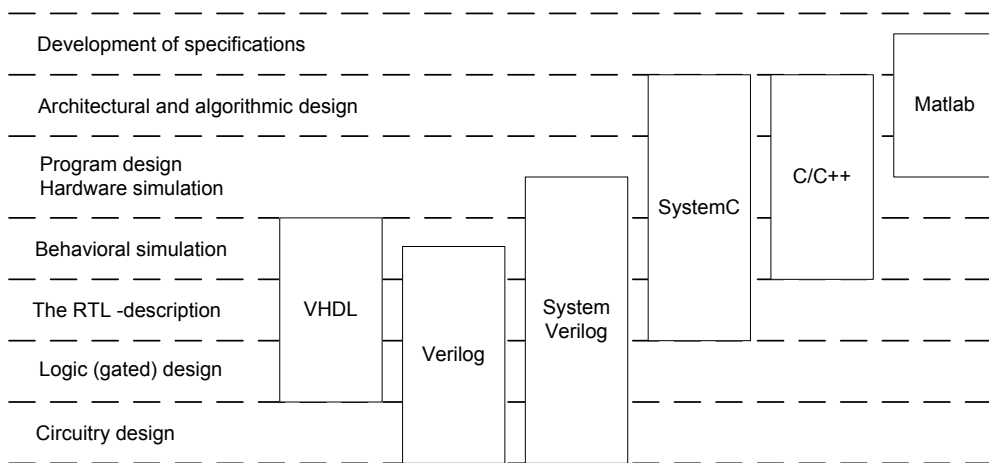 Development of specifications
Architectural and algorithmic design
Program design
Hardware simulation
Behavioral simulation
The RTL -description
Logic (gated) design
Circuitry design
VHDL
Verilog
System
Verilog
SystemC
C/C++
Matlab